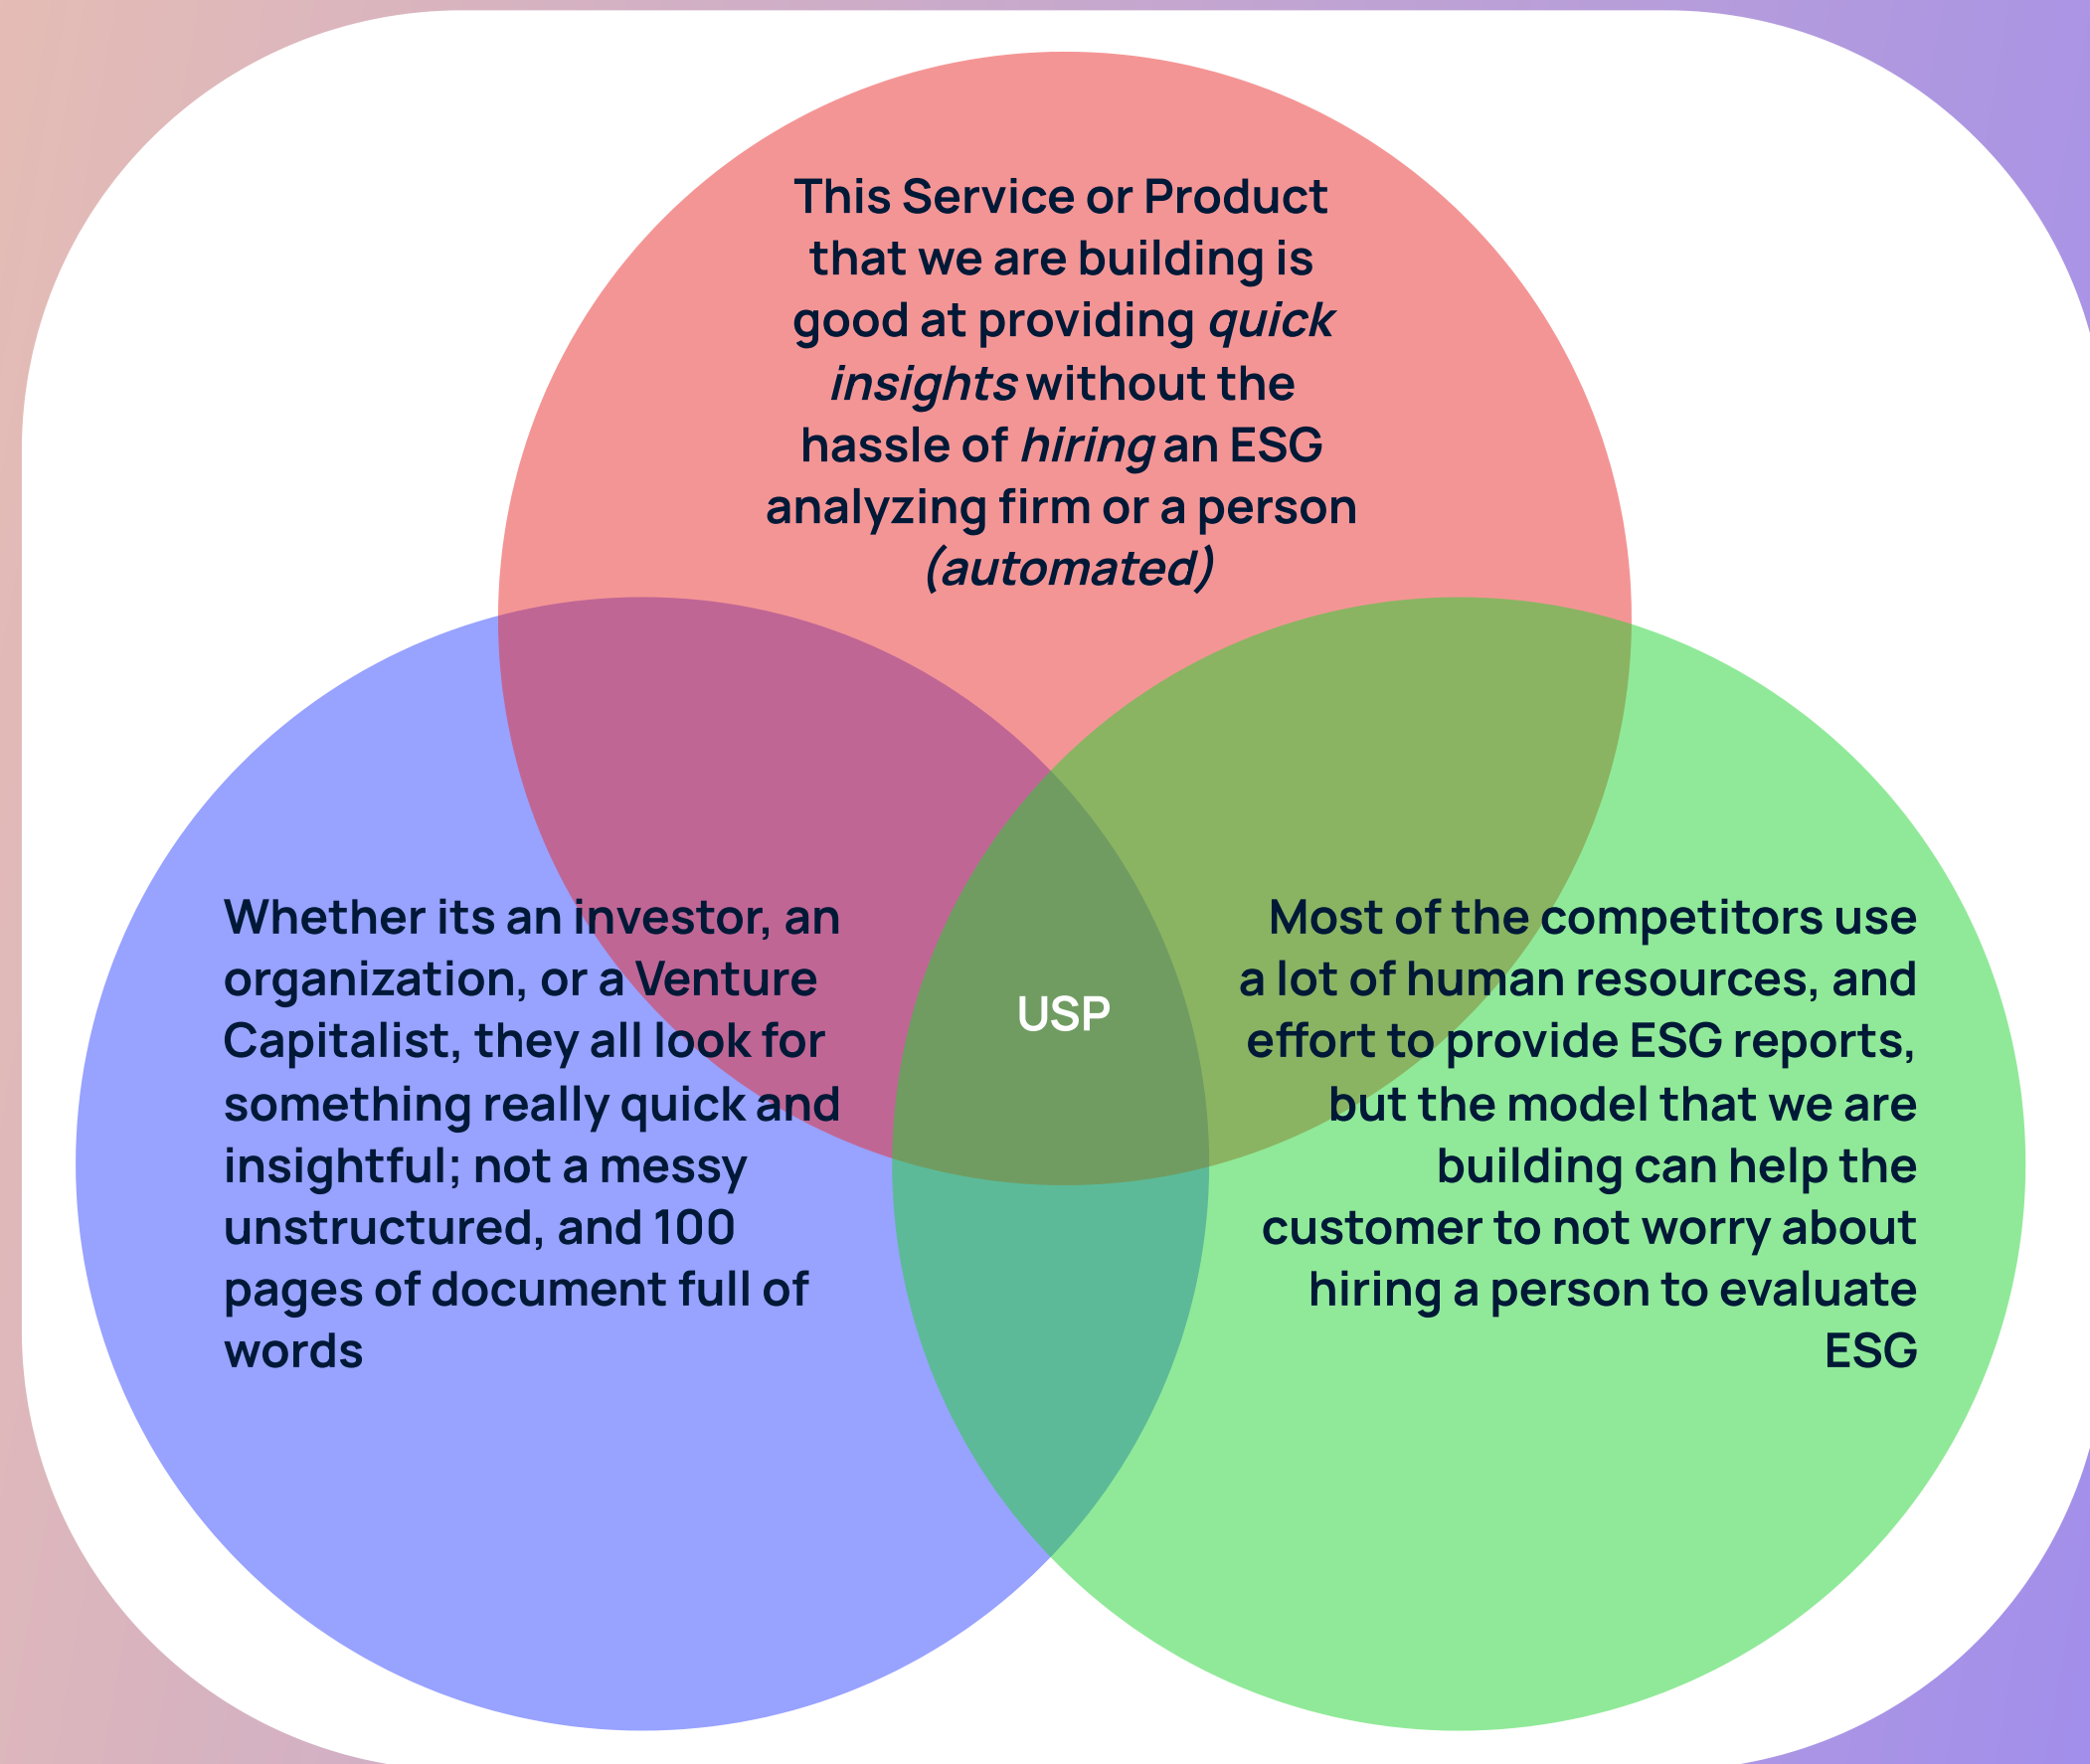 This Service or Product
that we are building is
good at providing quick
insights without the
hassle of hiring an ESG
analyzing firm or a person
(automated)
Whether its an investor, an
organization, or a Venture
Capitalist, they all look for
something really quick and
insightful; not a messy
unstructured, and 100
pages of document full of
words
USP
Most of the competitors use
a lot of human resources, and
effort to provide ESG reports,
but the model that we are
building can help the
customer to not worry about
hiring a person to evaluate
ESG